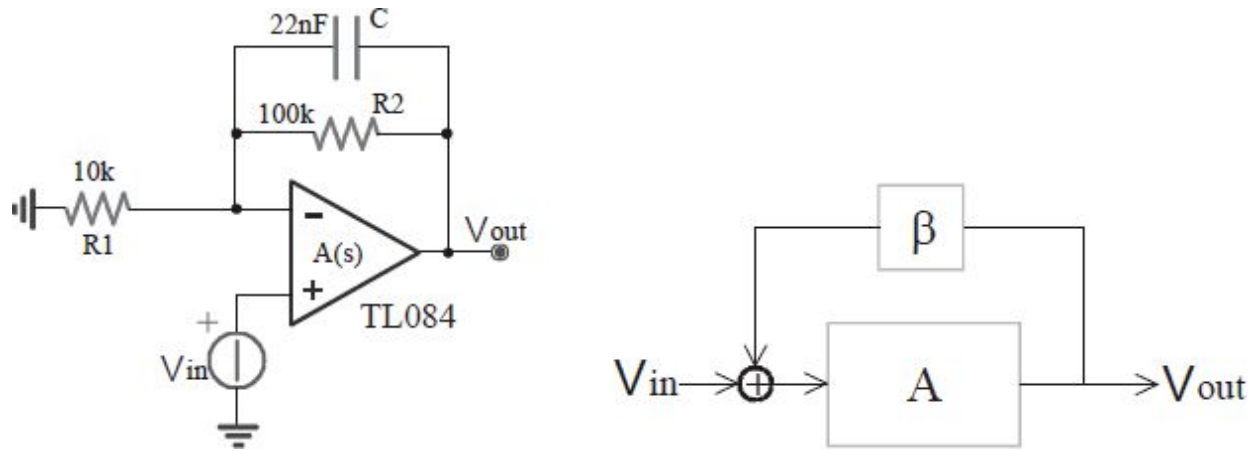 22nF C
100k R2
10k
R1
−
A(s)
+
Vout
TL084
+
Vin
β
Vin + A Vout